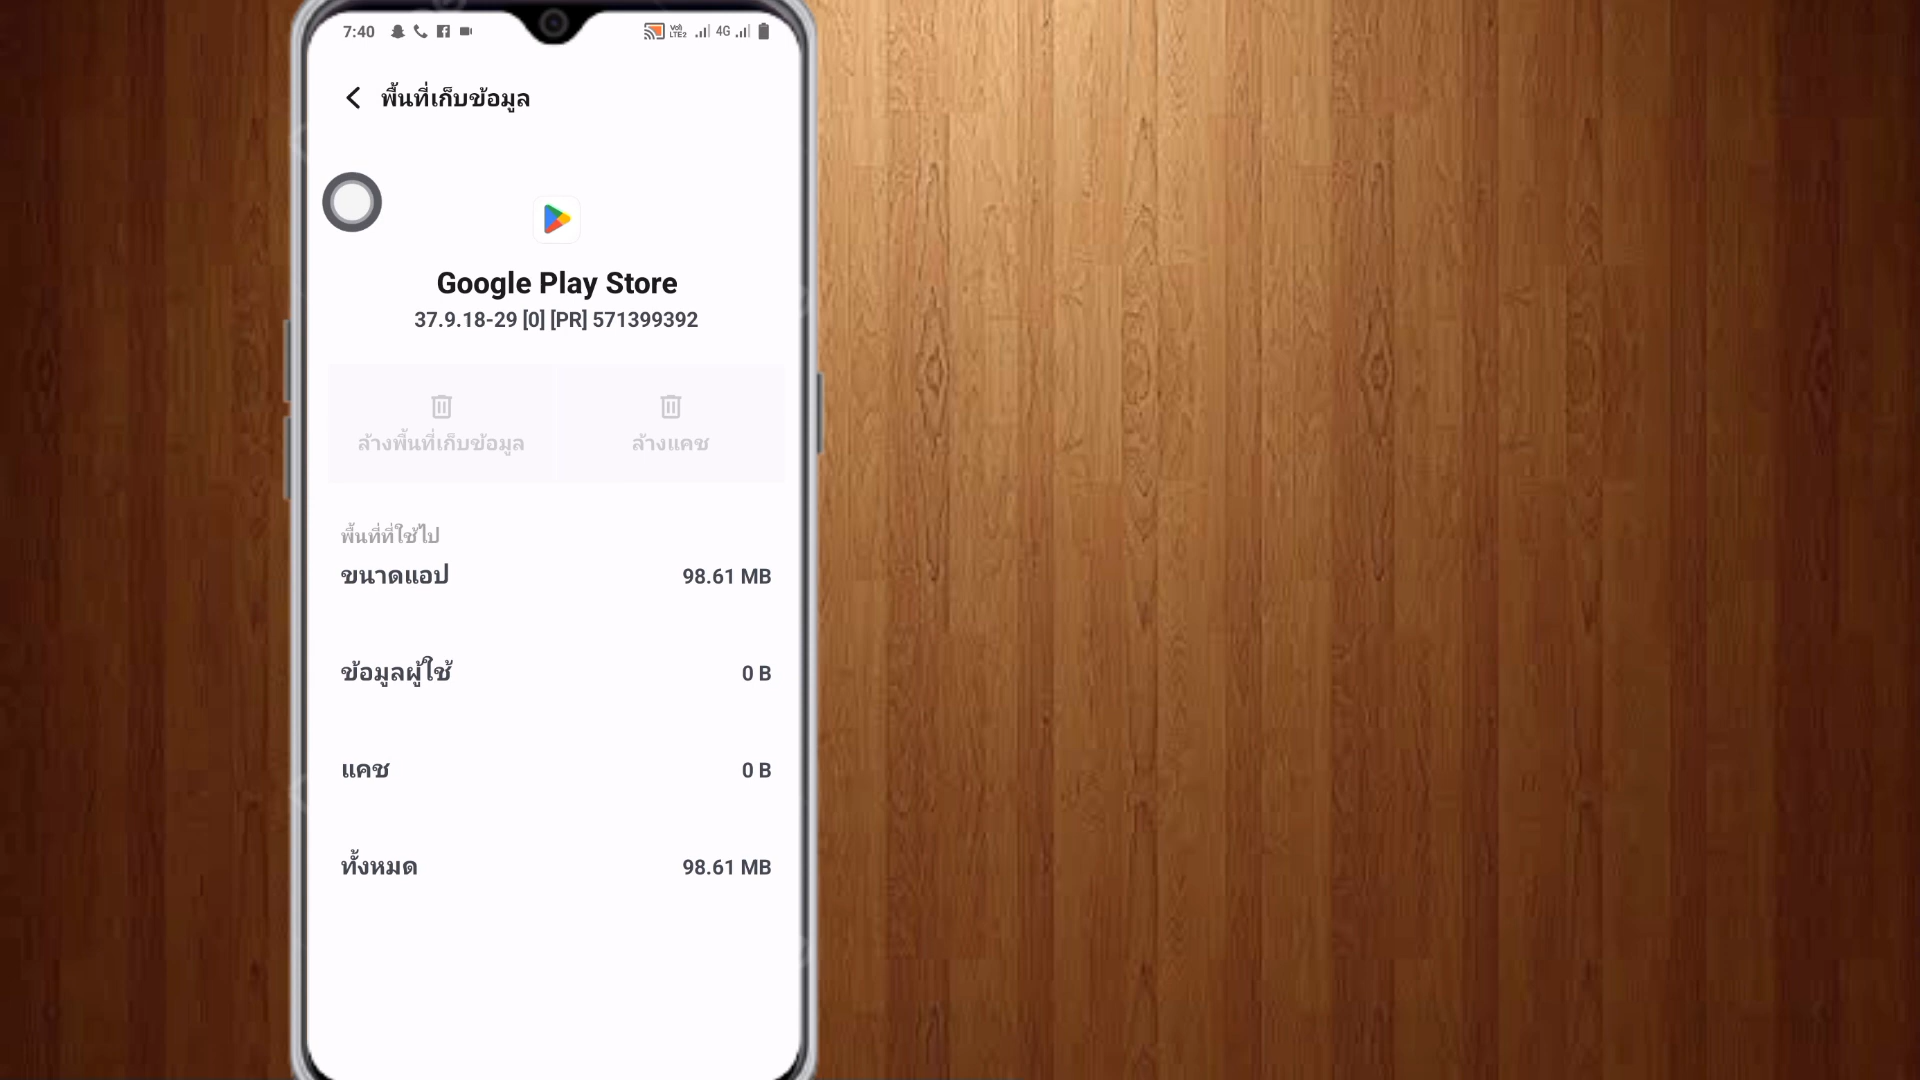 7:40 Vo) LTE2 4G
พื้นที่เก็บข้อมูล
Google Play Store
37.9.18-29 [0] [PR] 571399392
ล้างพื้นที่เก็บข้อมูล ล้างแคช
พื้นที่ที่ใช้ไป
ขนาดแอป 98.61 MB
ข้อมูลผู้ใช้ 0 B
แคช 0 B
ทั้งหมด 98.61 MB